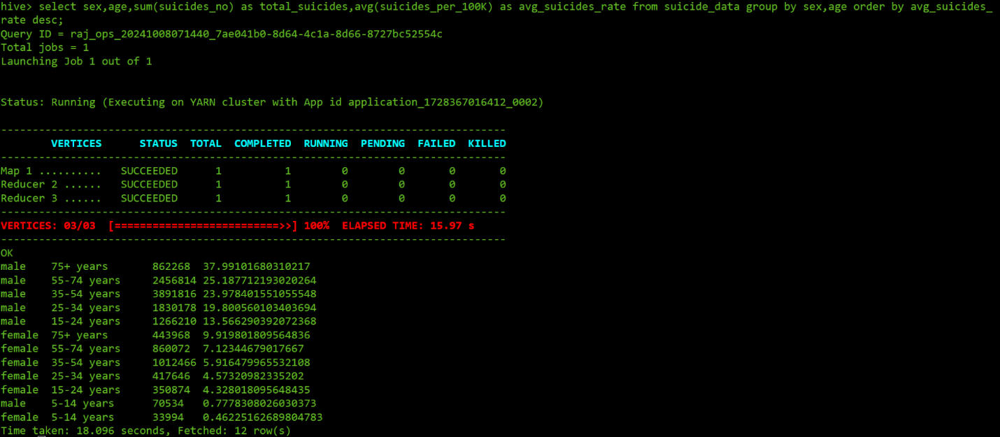 hive> select sex,age,sum(suicides_no) as total_suicides,avg(suicides_per_100K) as avg_suicides_rate from suicide_data group by sex,age order by avg_suicides_
rate desc;
Query ID = raj_ops_20241008071440_7ae041b0-8d64-4c1a-8d66-8727bc52554c
Total jobs = 1
Launching Job 1 out of 1
Status: Running (Executing on YARN cluster with App id application_1728367016412_0002)
--------------------------------------------------------------------------------
        VERTICES      STATUS  TOTAL  COMPLETED  RUNNING  PENDING  FAILED  KILLED
--------------------------------------------------------------------------------
Map 1 ..........   SUCCEEDED      1          1        0        0       0       0
Reducer 2 ......   SUCCEEDED      1          1        0        0       0       0
Reducer 3 ......   SUCCEEDED      1          1        0        0       0       0
--------------------------------------------------------------------------------
VERTICES: 03/03  [==========================>>] 100%  ELAPSED TIME: 15.97 s
--------------------------------------------------------------------------------
OK
male    75+ years       862268  37.99101680310217
male    55-74 years     2456814 25.187712193020264
male    35-54 years     3891816 23.978401551055548
male    25-34 years     1830178 19.800560103403694
male    15-24 years     1266210 13.566290392072368
female  75+ years       443968  9.919801809564836
female  55-74 years     860072  7.12344679017667
female  35-54 years     1012466 5.916479965532108
female  25-34 years     417646  4.57320982335202
female  15-24 years     350874  4.328018095648435
male    5-14 years      70534   0.7778308026030373
female  5-14 years      33994   0.46225162689804783
Time taken: 18.096 seconds, Fetched: 12 row(s)